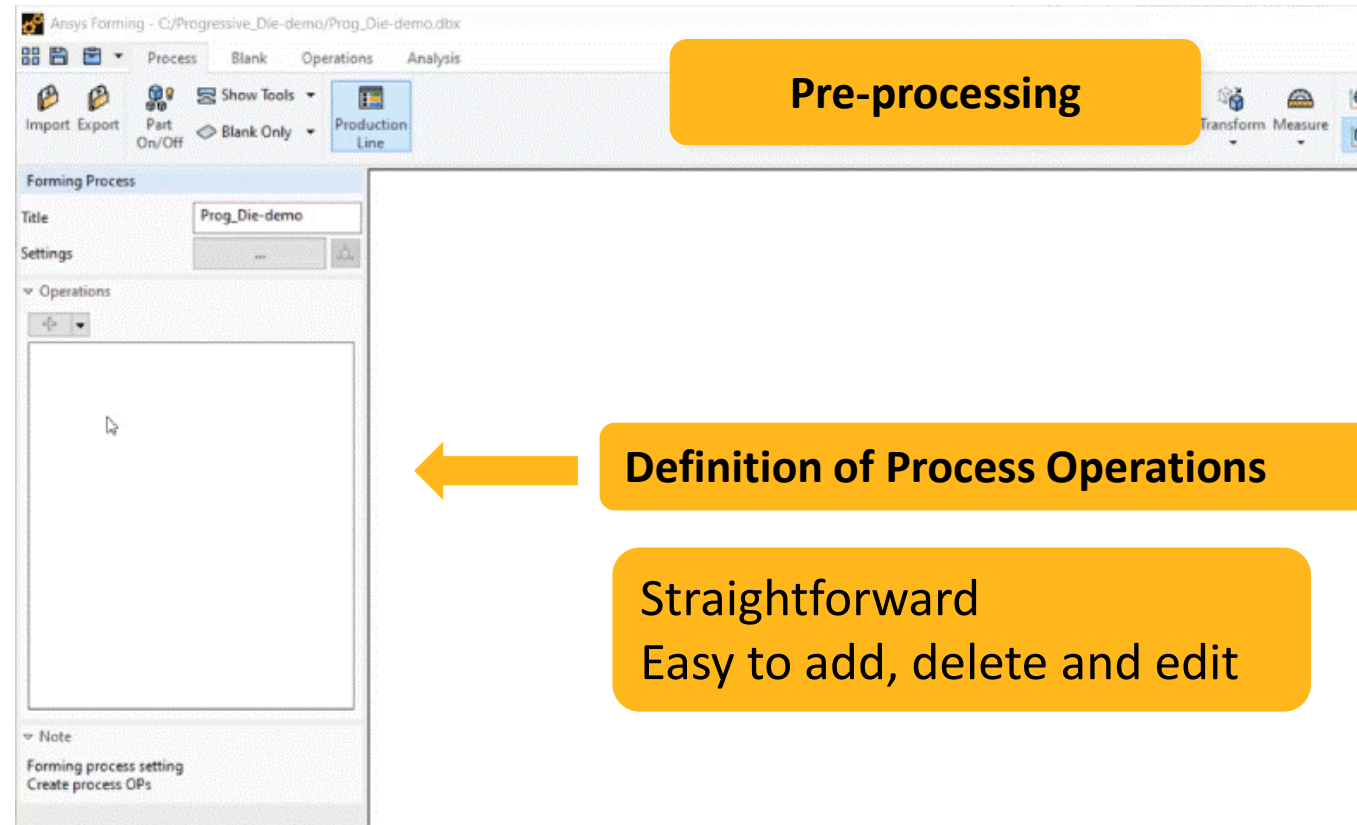 Ansys Forming - C:/Progressive_Die-demo/Prog_Die-demo.dbx
Process Blank Operations Analysis
Pre-processing
Import Export Part On/Off Show Tools Blank Only Production Line Transform Measure
Forming Process
Title Prog_Die-demo
Settings ...
Operations
Definition of Process Operations
Straightforward
Easy to add, delete and edit
Note
Forming process setting
Create process OPs